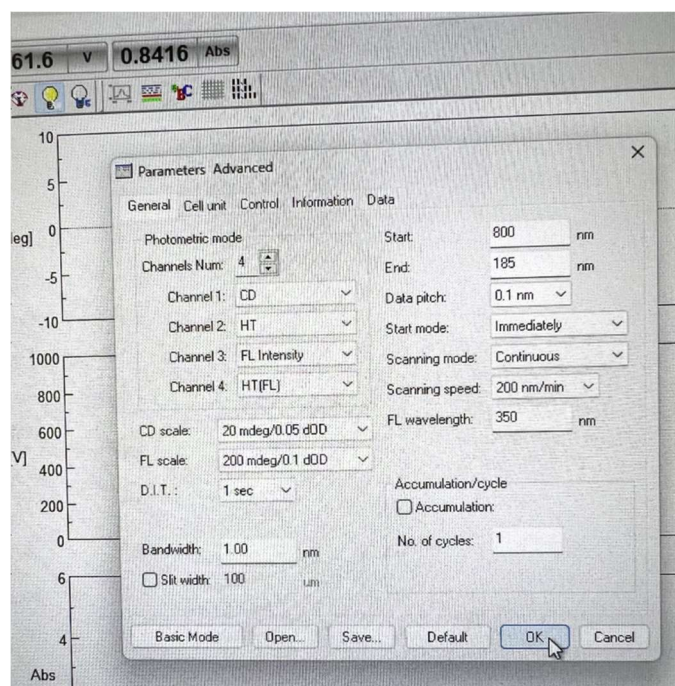 61.6 V 0.8416 Abs
10
5
0
-5
-10
1000
800
600
400
200
0
6
4
eg]
V]
Abs
Parameters Advanced
General Cell unit Control Information Data
Photometric mode
Channels Num: 4
Channel 1: CD
Channel 2: HT
Channel 3: FL Intensity
Channel 4: HT(FL)
CD scale: 20 mdeg/0.05 dOD
FL scale: 200 mdeg/0.1 dOD
D.I.T. : 1 sec
Bandwidth: 1.00 nm
Slit width: 100 um
Start: 800 nm
End: 185 nm
Data pitch: 0.1 nm
Start mode: Immediately
Scanning mode: Continuous
Scanning speed: 200 nm/min
FL wavelength: 350 nm
Accumulation/cycle
Accumulation:
No. of cycles: 1
Basic Mode Open... Save... Default OK Cancel